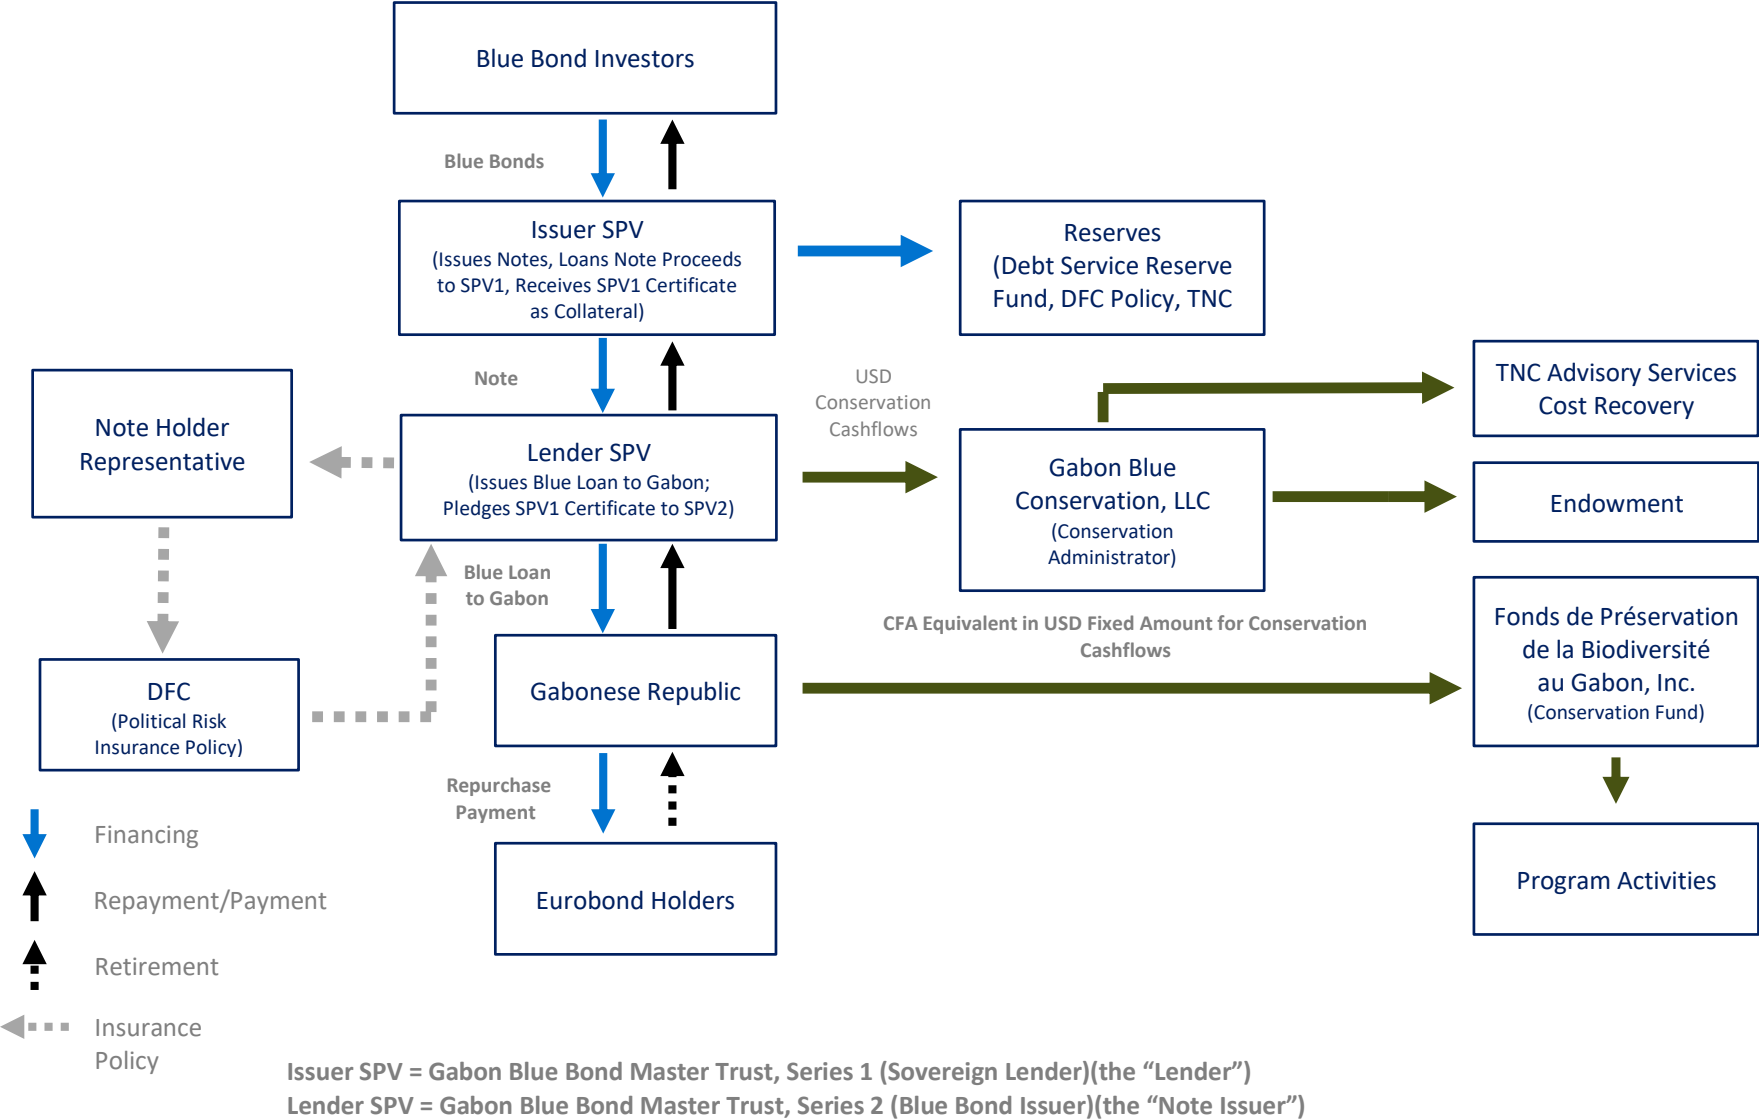 Blue Bond Investors
Blue Bonds
Issuer SPV
(Issues Notes, Loans Note Proceeds
to SPV1, Receives SPV1 Certificate
as Collateral)
Reserves
(Debt Service Reserve
Fund, DFC Policy, TNC
Note
USD
Conservation
Cashflows
TNC Advisory Services
Cost Recovery
Note Holder
Representative
Lender SPV
(Issues Blue Loan to Gabon;
Pledges SPV1 Certificate to SPV2)
Gabon Blue
Conservation, LLC
(Conservation
Administrator)
Endowment
Blue Loan
to Gabon
CFA Equivalent in USD Fixed Amount for Conservation
Cashflows
Fonds de Préservation
de la Biodiversité
au Gabon, Inc.
(Conservation Fund)
DFC
(Political Risk
Insurance Policy)
Gabonese Republic
Repurchase
Payment
Eurobond Holders
Program Activities
Financing
Repayment/Payment
Retirement
Insurance
Policy
Issuer SPV = Gabon Blue Bond Master Trust, Series 1 (Sovereign Lender)(the “Lender”)
Lender SPV = Gabon Blue Bond Master Trust, Series 2 (Blue Bond Issuer)(the “Note Issuer”)